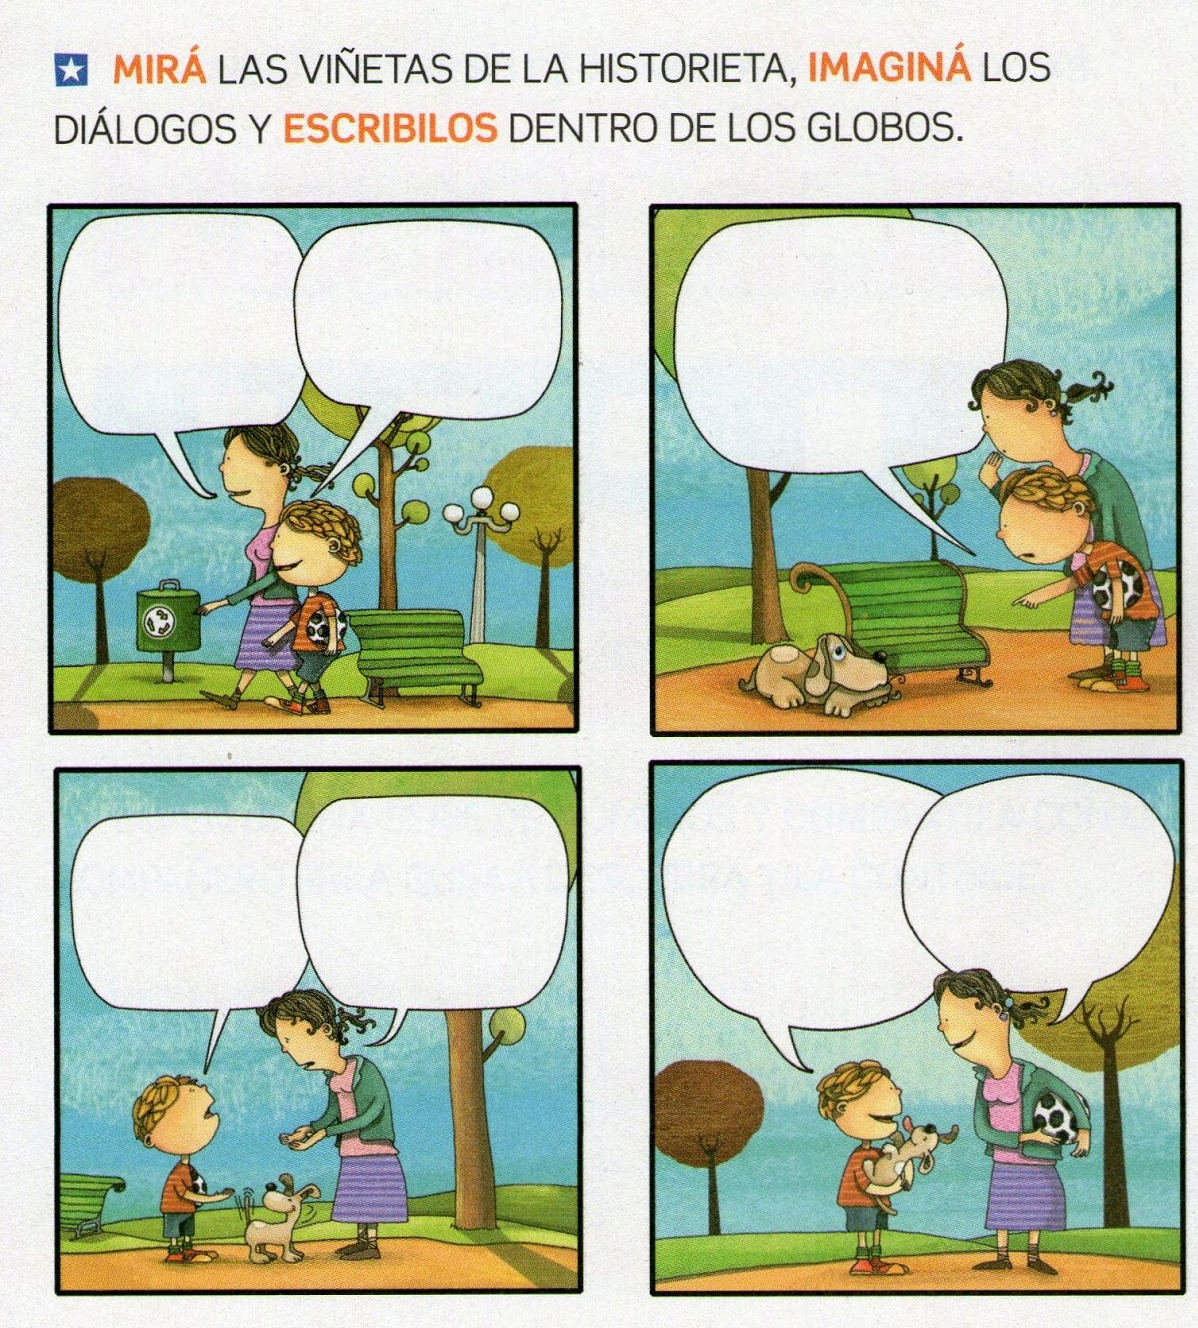 MIRÁ LAS VIÑETAS DE LA HISTORIETA, IMAGINÁ LOS
DIÁLOGOS Y ESCRIBILOS DENTRO DE LOS GLOBOS.